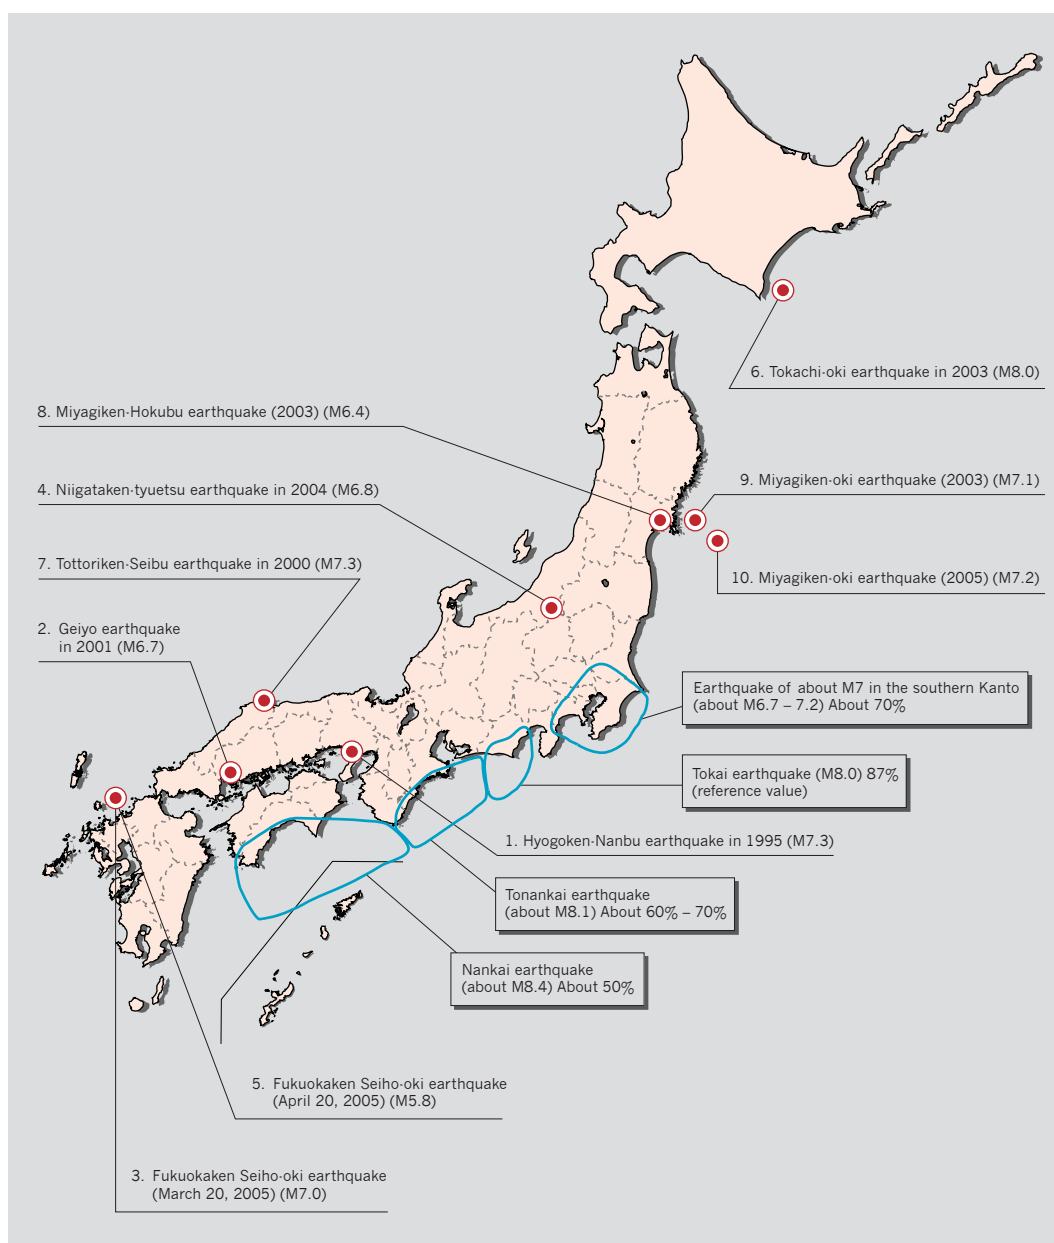 6. Tokachi-oki earthquake in 2003 (M8.0)
8. Miyagiken-Hokubu earthquake (2003) (M6.4)
9. Miyagiken-oki earthquake (2003) (M7.1)
4. Niigataken-tyuetsu earthquake in 2004 (M6.8)
7. Tottoriken-Seibu earthquake in 2000 (M7.3)
10. Miyagiken-oki earthquake (2005) (M7.2)
2. Geiyo earthquake
in 2001 (M6.7)
Earthquake of about M7 in the southern Kanto
(about M6.7 – 7.2) About 70%
Tokai earthquake (M8.0) 87%
(reference value)
1. Hyogoken-Nanbu earthquake in 1995 (M7.3)
Tonankai earthquake
(about M8.1) About 60% – 70%
Nankai earthquake
(about M8.4) About 50%
5. Fukuokaken Seiho-oki earthquake
(April 20, 2005) (M5.8)
3. Fukuokaken Seiho-oki earthquake
(March 20, 2005) (M7.0)